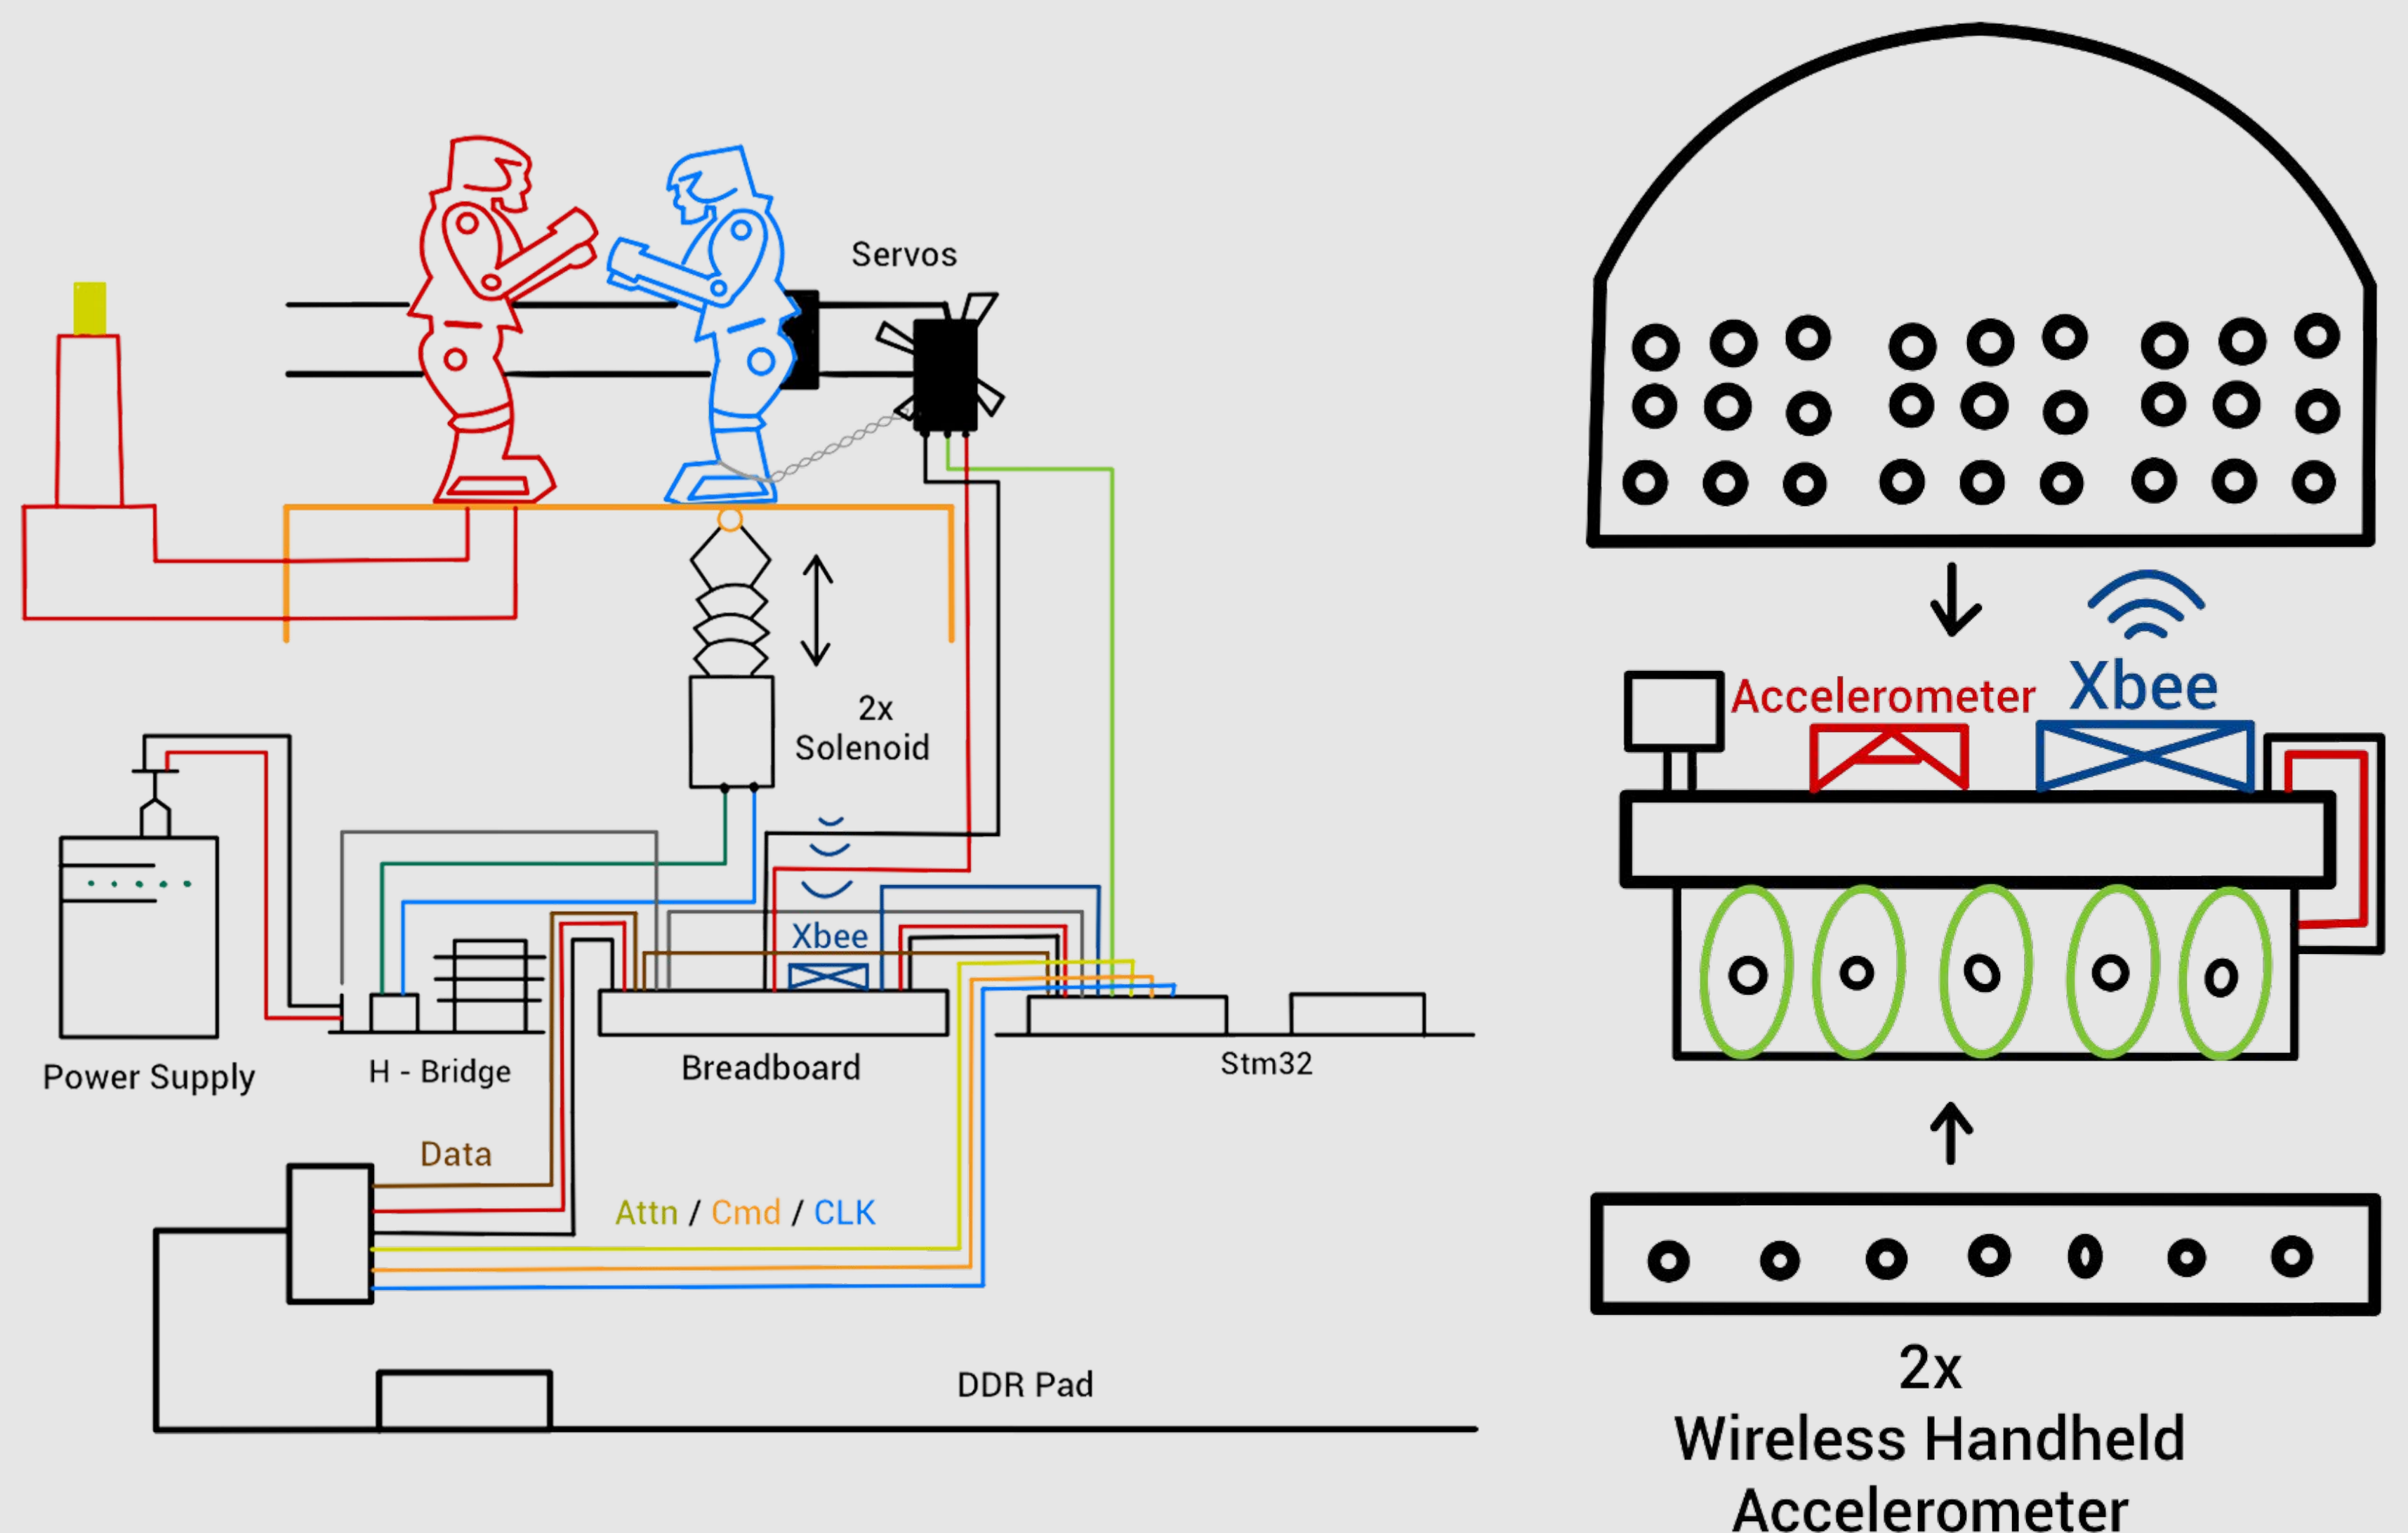 Servos
2x
Solenoid
Xbee
Power Supply
H - Bridge
Breadboard
Stm32
Data
Attn / Cmd / CLK
DDR Pad
Accelerometer
Xbee
2x
Wireless Handheld
Accelerometer